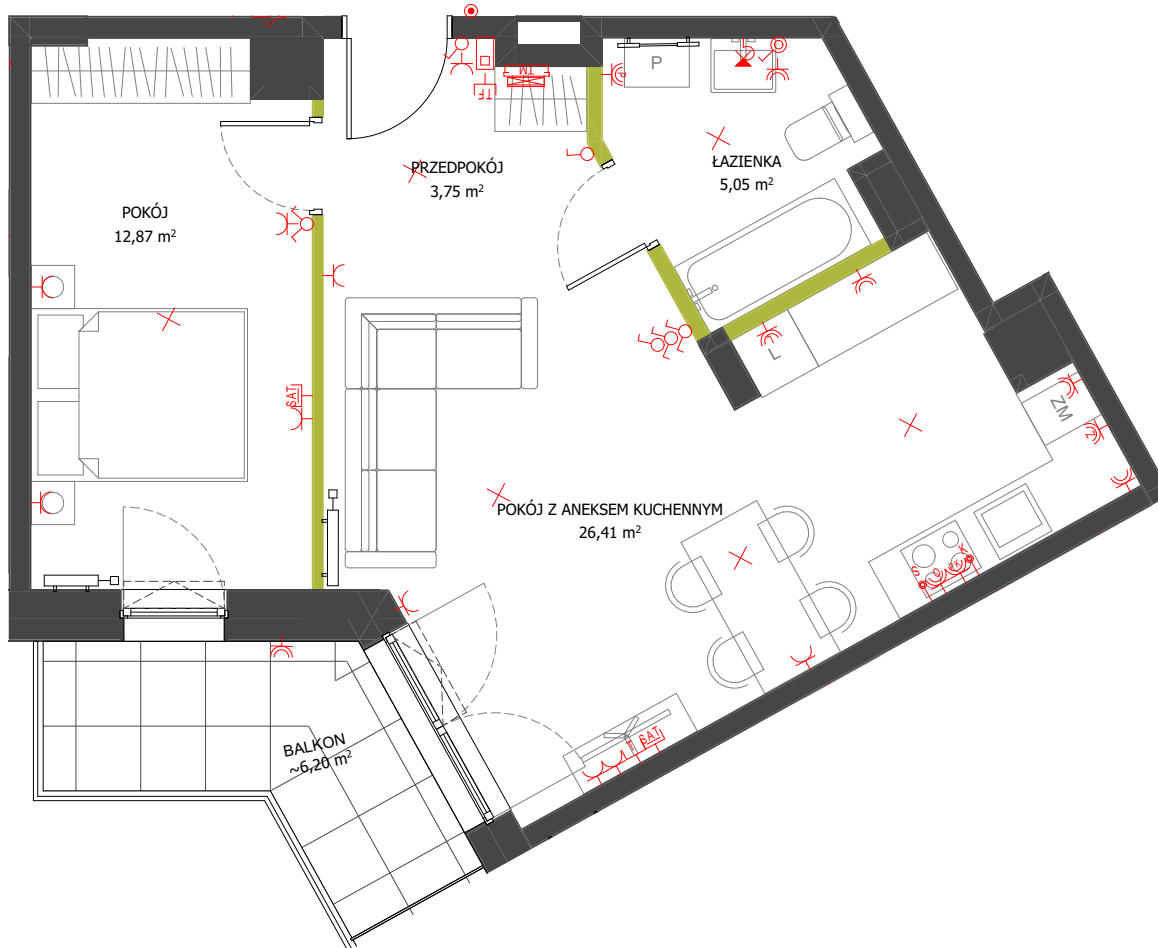 P
TM
TF
PRZEDPOKÓJ
3,75 m²
ŁAZIENKA
5,05 m²
POKÓJ
12,87 m²
L
SAT
ZM
POKÓJ Z ANEKSEM KUCHENNYM
26,41 m²
S
K
BALKON
~6,20 m²
T
SAT